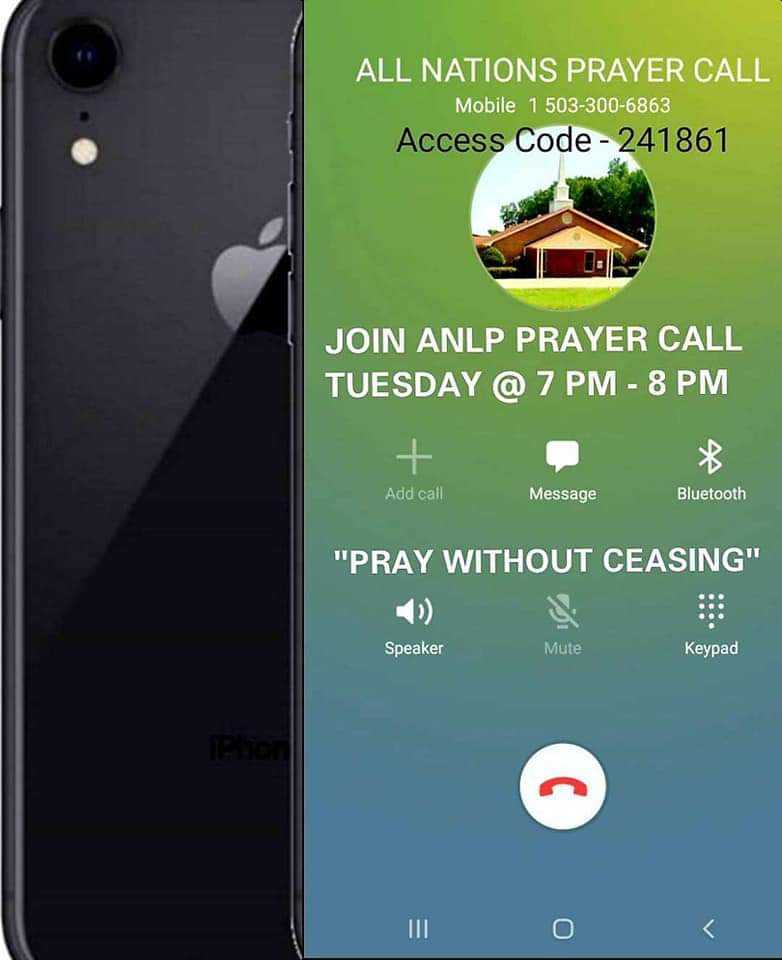 ALL NATIONS PRAYER CALL
Mobile 1 503-300-6863
Access Code - 241861
JOIN ANLP PRAYER CALL
TUESDAY @ 7 PM - 8 PM
Add call
Message
Bluetooth
"PRAY WITHOUT CEASING"
Speaker
Mute
Keypad
iPhon